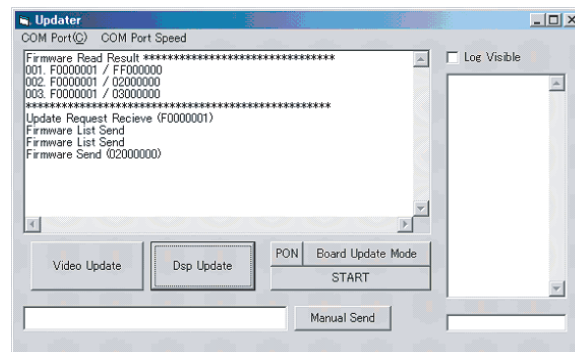 Updater
COM Port(C) COM Port Speed
Firmware Read Result ********************************
001. F0000001 / FF000000
002. F0000001 / 02000000
003. F0000001 / 03000000
***************************************************
Update Request Recieve (F0000001)
Firmware List Send
Firmware List Send
Firmware Send (02000000)
Log Visible
Video Update
Dsp Update
PON
Board Update Mode
START
Manual Send